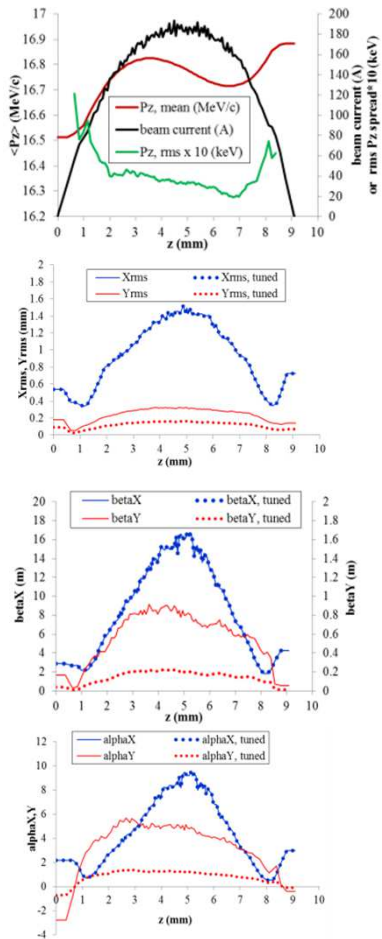 16.9
16.8
16.7
16.6
16.5
16.4
16.3
16.2
<Pz> (MeV/c)
Pz, mean (MeV/c)
beam current (A)
Pz, rms x 10 (keV)
200
180
160
140
120
100
80
60
40
20
0
beam current (A)
or rms Pz spread*10 (keV)
0 1 2 3 4 5 6 7 8 9 10
z (mm)
2
1.8
1.6
1.4
1.2
1
0.8
0.6
0.4
0.2
0
Xrms, Yrms (mm)
Xrms Xrms, tuned
Yrms Yrms, tuned
0 1 2 3 4 5 6 7 8 9 10
z (mm)
20
18
16
14
12
10
8
6
4
2
0
betaX (m)
betaX betaX, tuned
betaY betaY, tuned
2
1.8
1.6
1.4
1.2
1
0.8
0.6
0.4
0.2
0
betaY (m)
0 1 2 3 4 5 6 7 8 9 10
z (mm)
alphaX alphaX, tuned
alphaY alphaY, tuned
12
10
8
6
4
2
0
-2
-4
alphaX,Y
0 1 2 3 4 5 6 7 8 9 10
z (mm)